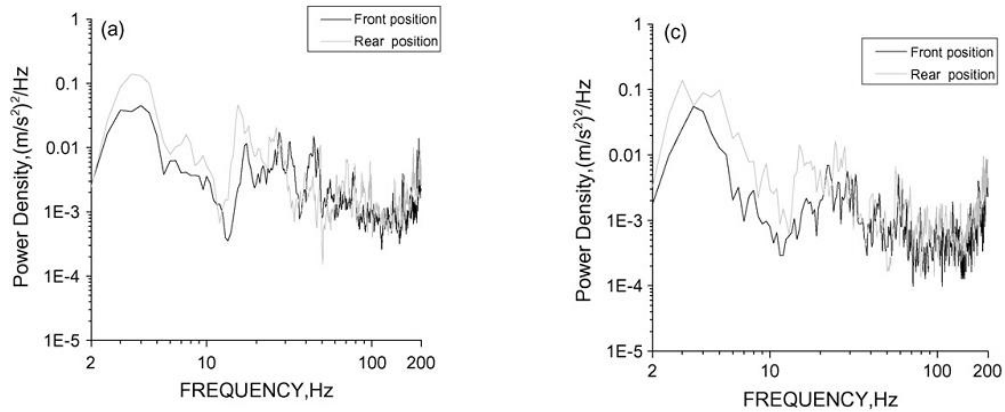 (a)
Front position
Rear position
1
0.1
0.01
1E-3
1E-4
1E-5
Power Density,(m/s²)²/Hz
2
10
100
200
FREQUENCY,Hz
(c)
Front position
Rear position
1
0.1
0.01
1E-3
1E-4
1E-5
Power Density,(m/s²)²/Hz
2
10
100
200
FREQUENCY,Hz